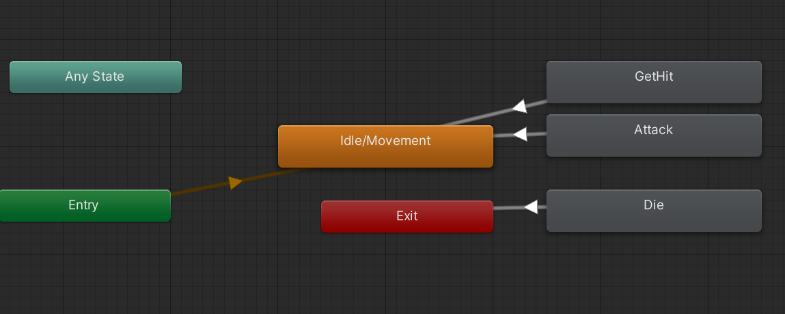 Any State
GetHit
Attack
Idle/Movement
Entry
Exit
Die